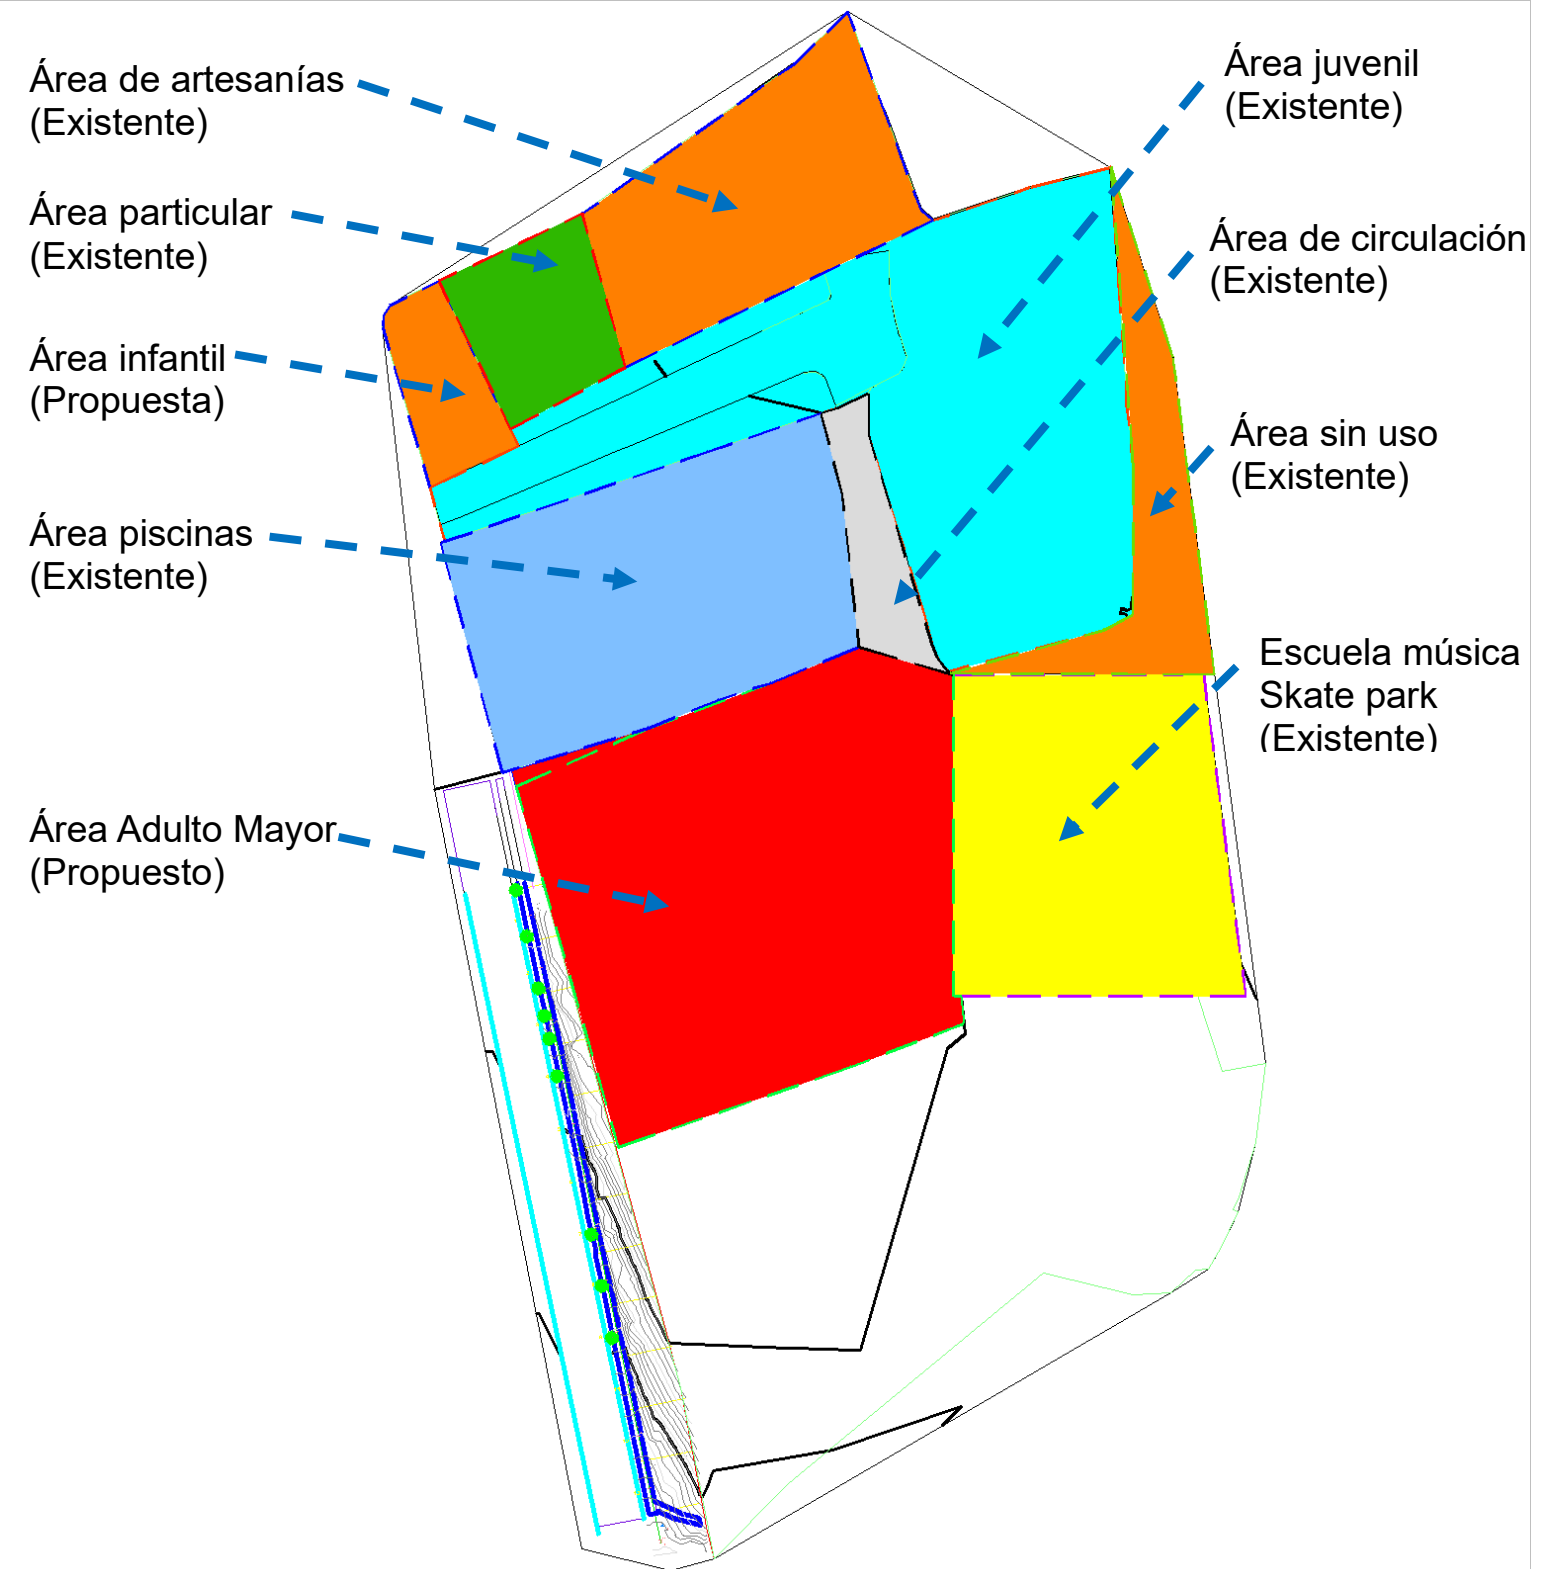 Área de artesanías
(Existente)
Área particular
(Existente)
Área infantil
(Propuesta)
Área piscinas
(Existente)
Área Adulto Mayor
(Propuesto)
Área juvenil
(Existente)
Área de circulación
(Existente)
Área sin uso
(Existente)
Escuela música
Skate park
(Existente)